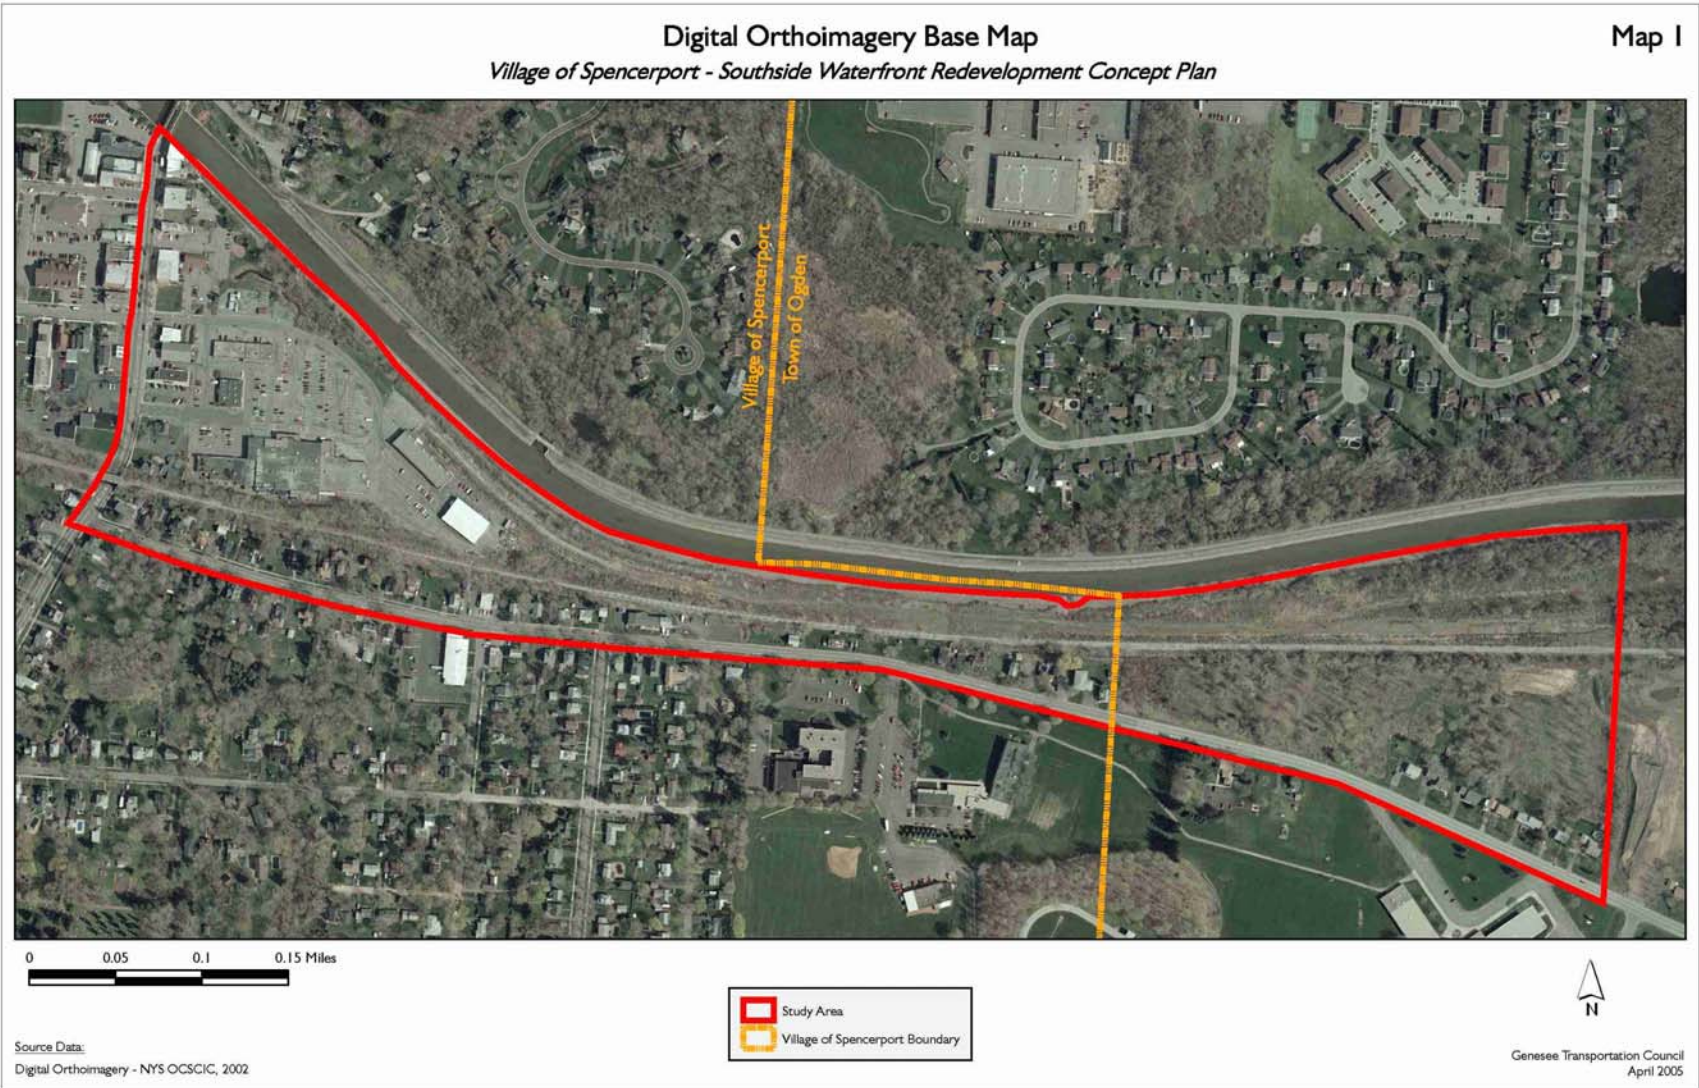 Digital Orthoimagery Base Map
Map 1
Village of Spencerport - Southside Waterfront Redevelopment Concept Plan
Village of Spencerport
Town of Ogden
0 0.05 0.1 0.15 Miles
N
Study Area
Village of Spencerport Boundary
Source Data:
Digital Orthoimagery - NYS OCSCIC, 2002
Genesee Transportation Council
April 2005